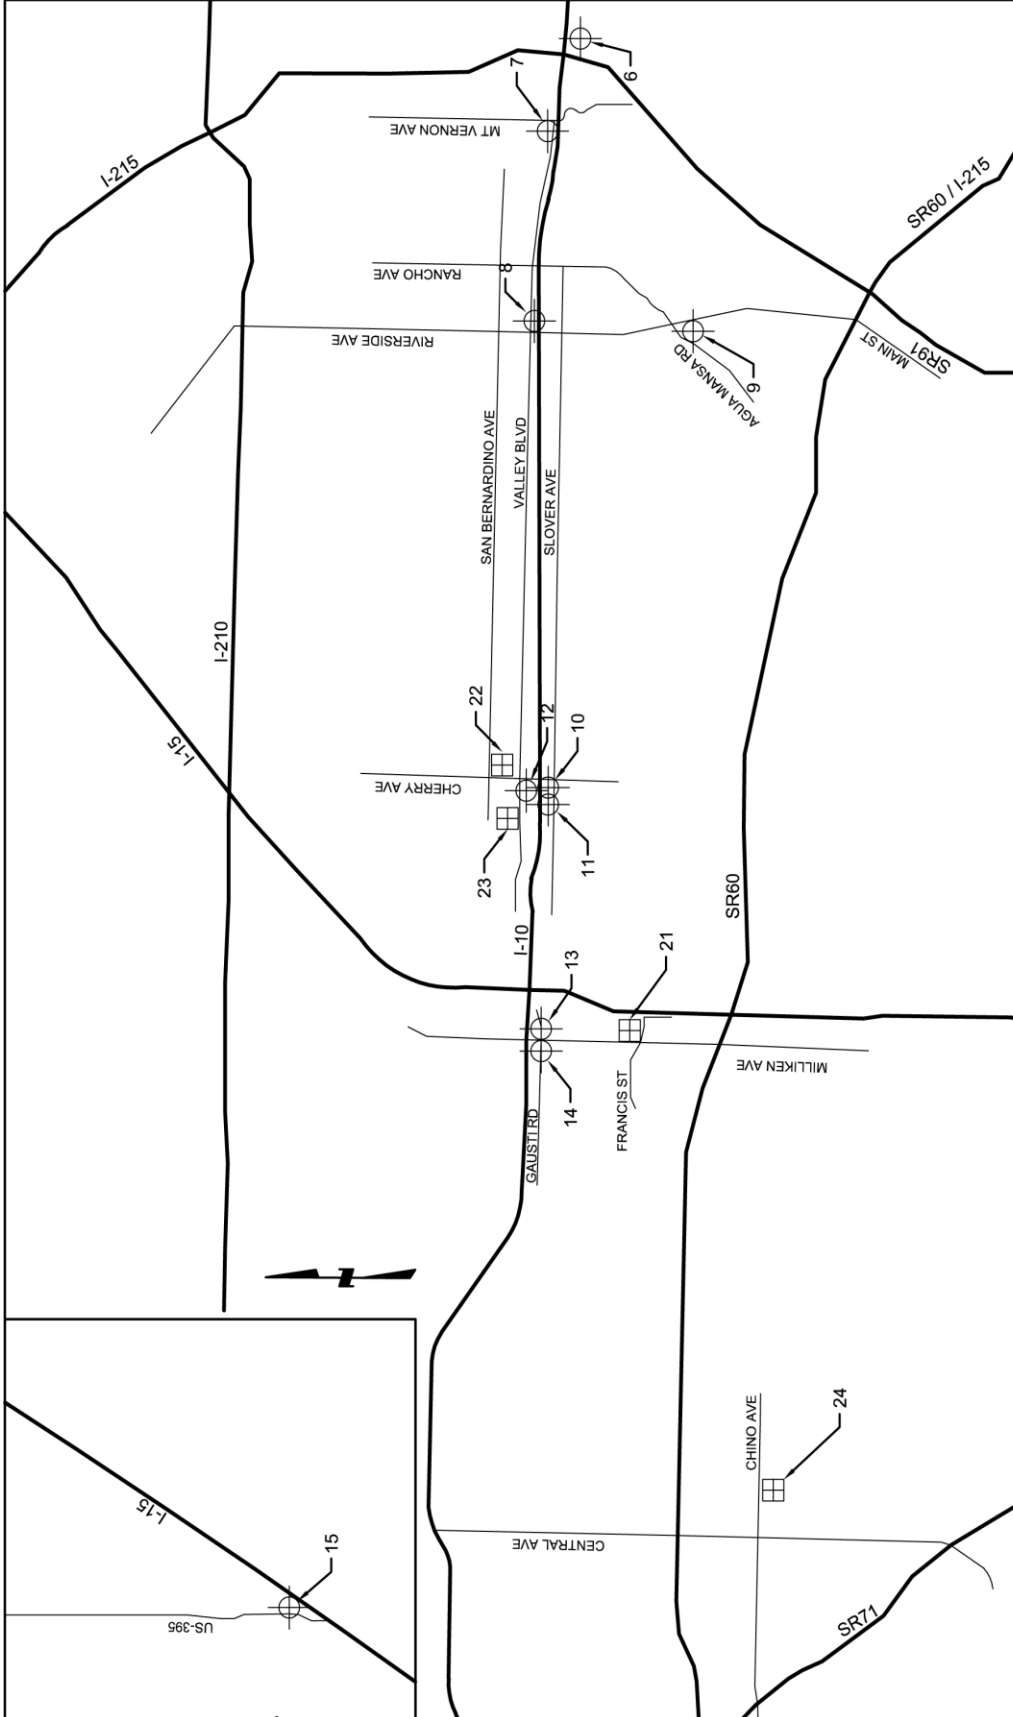 I-215
MT VERNON AVE
7
6
SR60 / I-215
RANCHO AVE
8
RIVERSIDE AVE
AGUA MANSA RD
9
MAIN ST
SR91
SAN BERNARDINO AVE
VALLEY BLVD
SLOVER AVE
I-210
I-15
22
12
10
CHERRY AVE
23
11
SR60
I-10
13
21
MILLIKEN AVE
14
GAUSTI RD
FRANCIS ST
N
I-15
15
US-395
CHINO AVE
24
CENTRAL AVE
SR71